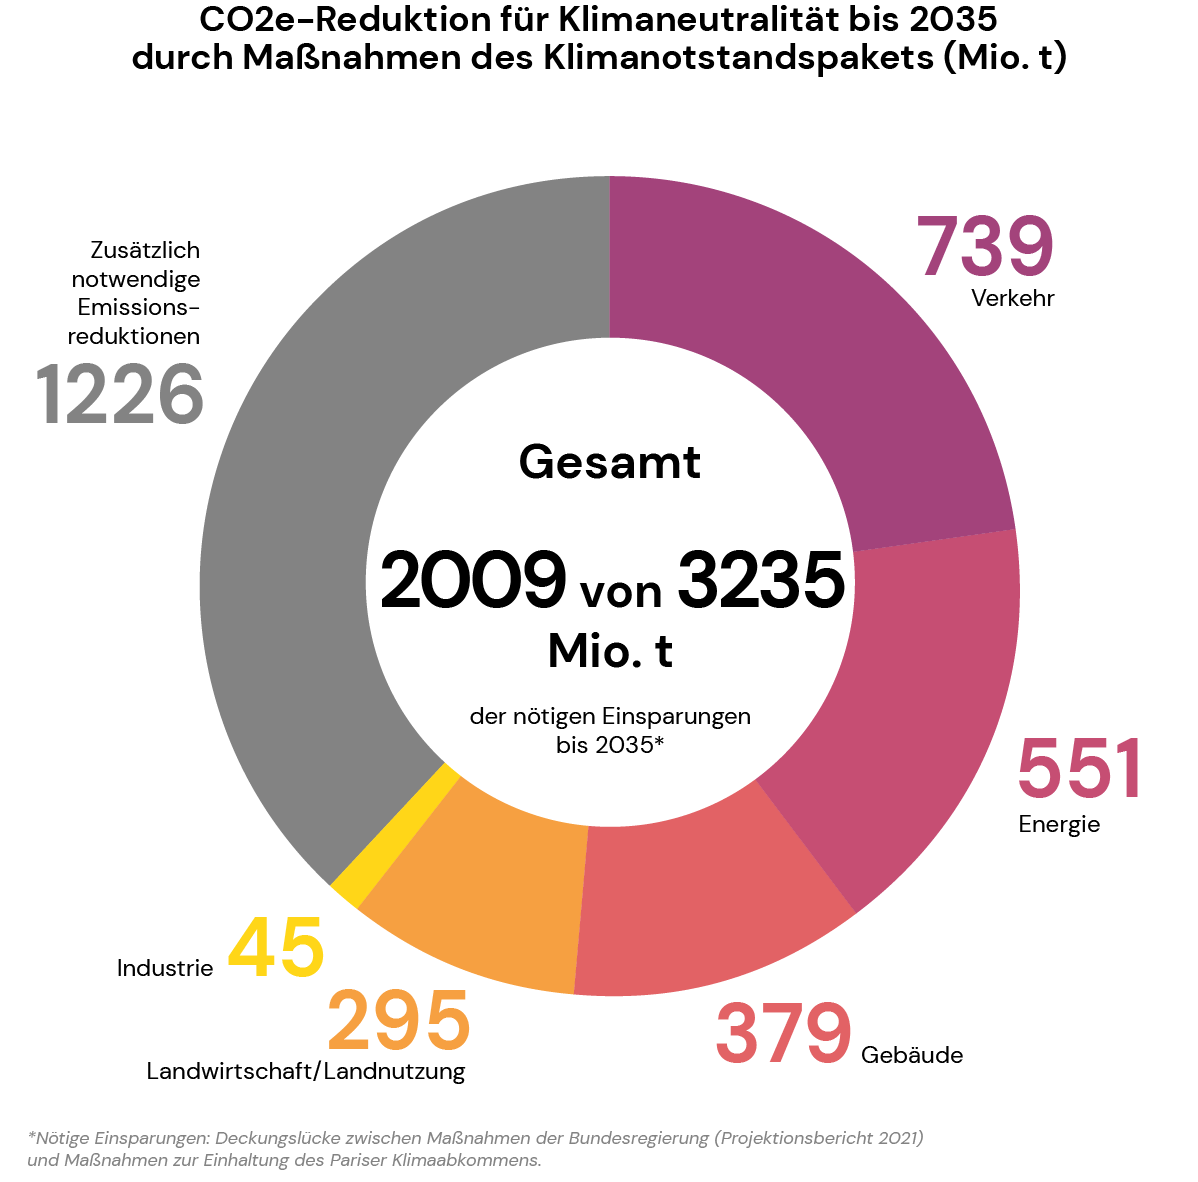 CO2e-Reduktion für Klimaneutralität bis 2035
durch Maßnahmen des Klimanotstandspakets (Mio. t)
Zusätzlich
notwendige
Emissions-
reduktionen
1226
739
Verkehr
Gesamt
2009 von 3235
Mio. t
der nötigen Einsparungen
bis 2035*
551
Energie
Industrie 45
295
Landwirtschaft/Landnutzung
379 Gebäude
*Nötige Einsparungen: Deckungslücke zwischen Maßnahmen der Bundesregierung (Projektionsbericht 2021)
und Maßnahmen zur Einhaltung des Pariser Klimaabkommens.